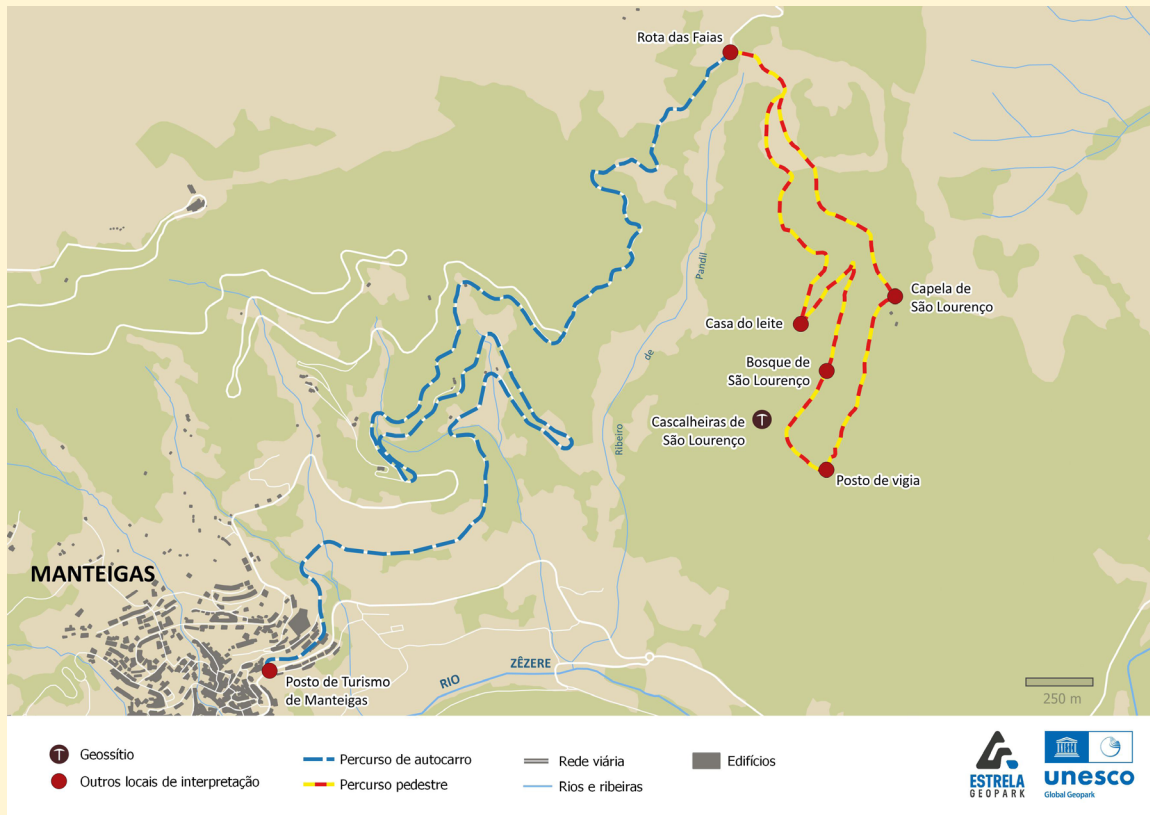 Rota das Faias
Pandil
de
Ribeiro
Capela de
São Lourenço
Casa do leite
Bosque de
São Lourenço
Cascalheiras de
São Lourenço
Posto de vigia
MANTEIGAS
Posto de Turismo
de Manteigas
RIO
ZÊZERE
250 m
Geossítio
Outros locais de interpretação
Percurso de autocarro
Percurso pedestre
Rede viária
Rios e ribeiras
Edifícios
ESTRELA
GEOPARK
unesco
Global Geopark